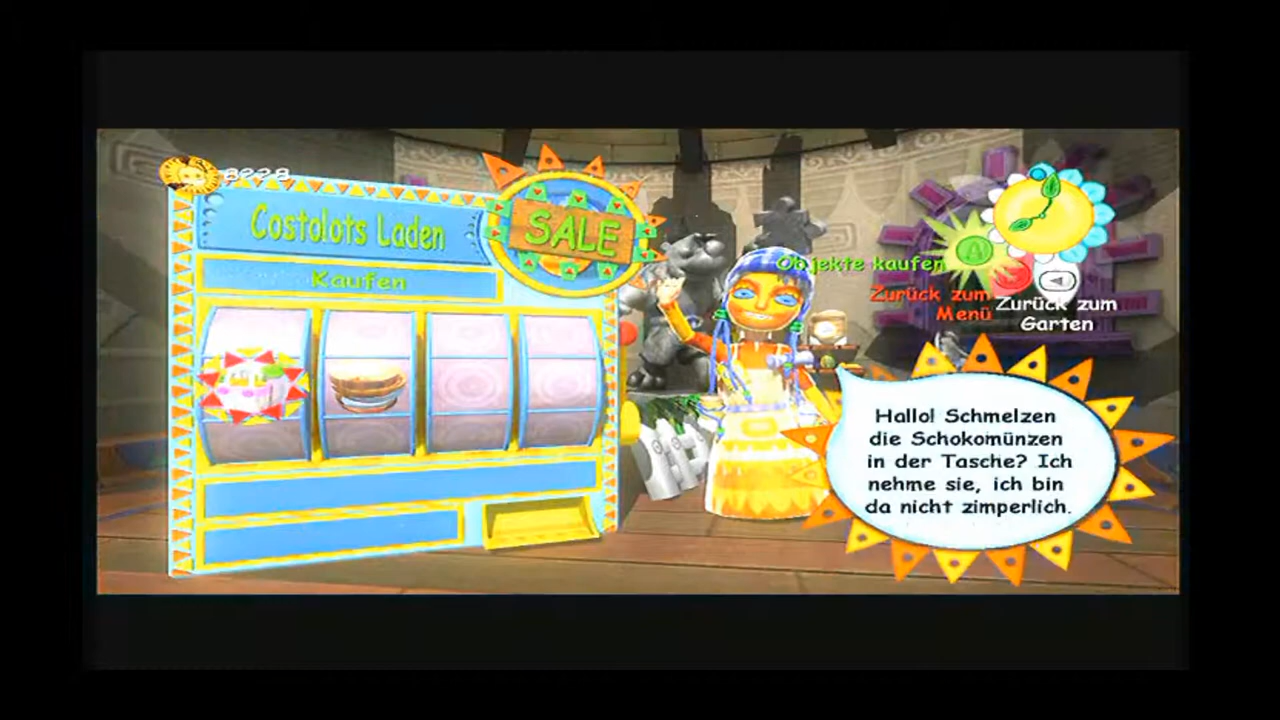 8228
Costolots Laden
SALE
Kaufen
Objekte kaufen
A
Zurück zum
Menü
Zurück zum
Garten
Hallo! Schmelzen
die Schokomünzen
in der Tasche? Ich
nehme sie, ich bin
da nicht zimperlich.